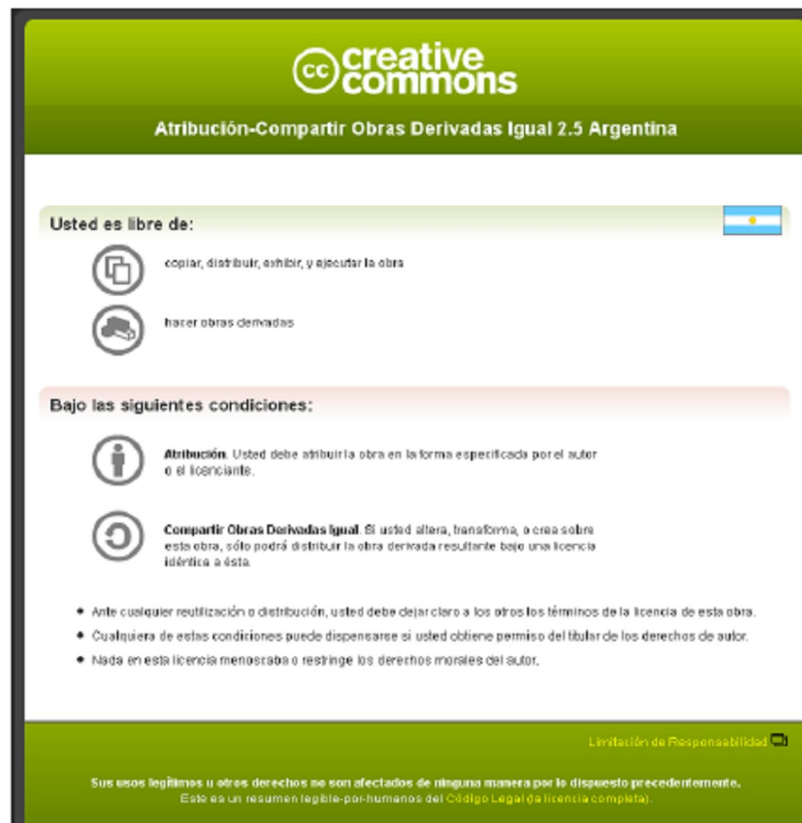 cc creative
commons
Atribución-Compartir Obras Derivadas Igual 2.5 Argentina
Usted es libre de:
copiar, distribuir, exhibir, y ejecutar la obra
hacer obras derivadas
Bajo las siguientes condiciones:
Atribución. Usted debe atribuir la obra en la forma especificada por el autor
o el licenciante.
Compartir Obras Derivadas Igual. Si usted altera, transforma, o crea sobre
esta obra, sólo podrá distribuir la obra derivada resultante bajo una licencia
idéntica a ésta.
• Ante cualquier reutilización o distribución, usted debe dejar claro a los otros los términos de la licencia de esta obra.
• Cualquiera de estas condiciones puede dispensarse si usted obtiene permiso del titular de los derechos de autor.
• Nada en esta licencia menoscaba o restringe los derechos morales del autor.
Limitación de Responsabilidad
Sus usos legítimos u otros derechos no son afectados de ninguna manera por lo dispuesto precedentemente.
Este es un resumen legible-por-humanos del Código Legal (la licencia completa).